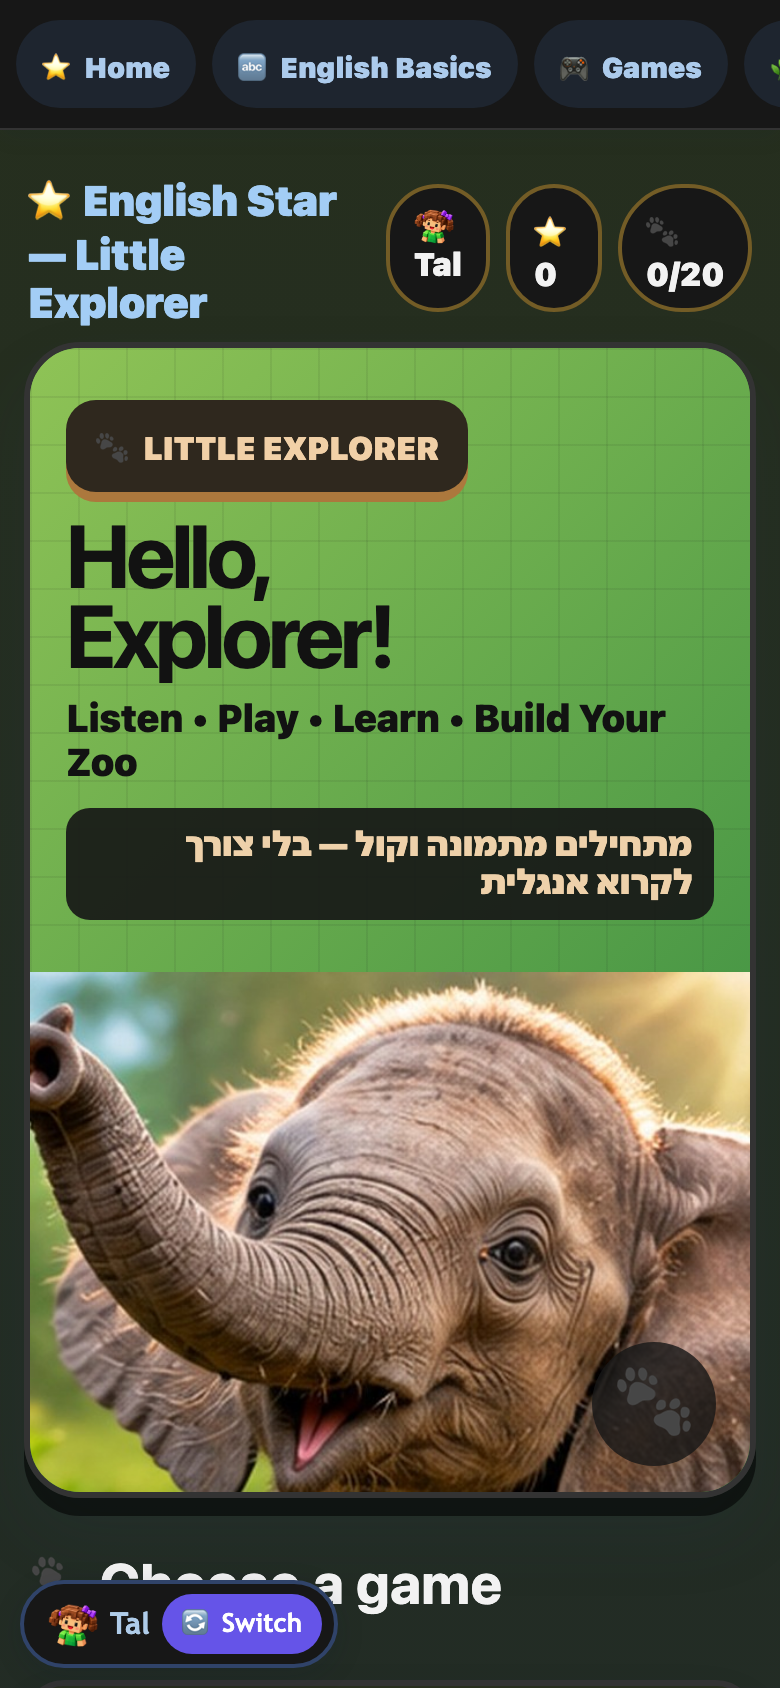 Home
English Basics
Games
English Star
— Little
Explorer
Tal
0
0/20
LITTLE EXPLORER
Hello,
Explorer!
Listen • Play • Learn • Build Your
Zoo
מתחילים מתמונה וקול — בלי צורך
לקרוא אנגלית
Choose a game
Tal
Switch